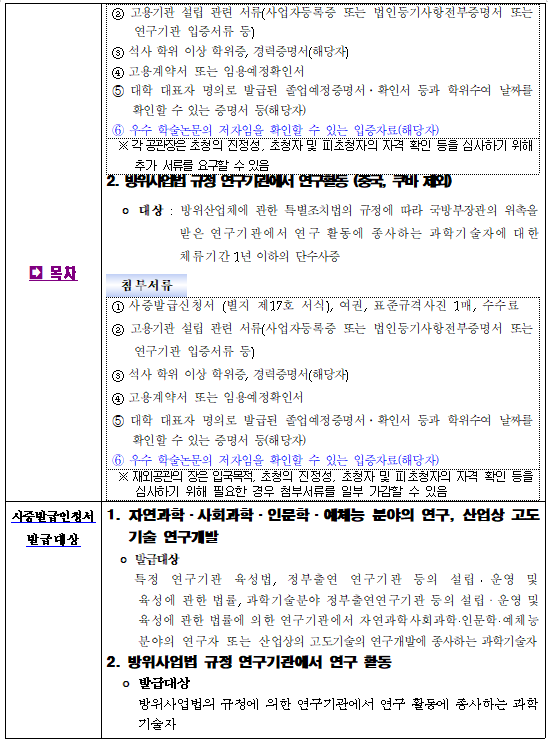 ② 고용기관 설립 관련 서류(사업자등록증 또는 법인등기사항전부증명서 또는
연구기관 입증서류 등)
③ 석사 학위 이상 학위증, 경력증명서(해당자)
④ 고용계약서 또는 임용예정확인서
⑤ 대학 대표자 명의로 발급된 졸업예정증명서·확인서 등과 학위수여 날짜를
확인할 수 있는 증명서 등(해당자)
⑥ 우수 학술논문의 저자임을 확인할 수 있는 입증자료(해당자)
※ 각 공관장은 초청의 진정성, 초청자 및 피초청자의 자격 확인 등을 심사하기 위해
추가 서류를 요구할 수 있음
2. 방위사업법 규정 연구기관에서 연구활동 (중국, 쿠바 제외)
o 대상 : 방위산업체에 관한 특별조치법의 규정에 따라 국방부장관의 위촉을
받은 연구기관에서 연구 활동에 종사하는 과학기술자에 대한
체류기간 1년 이하의 단수사증
➲ 목차
첨부서류
① 사증발급신청서 (별지 제17호 서식), 여권, 표준규격사진 1매, 수수료
② 고용기관 설립 관련 서류(사업자등록증 또는 법인등기사항전부증명서 또는
연구기관 입증서류 등)
③ 석사 학위 이상 학위증, 경력증명서(해당자)
④ 고용계약서 또는 임용예정확인서
⑤ 대학 대표자 명의로 발급된 졸업예정증명서·확인서 등과 학위수여 날짜를
확인할 수 있는 증명서 등(해당자)
⑥ 우수 학술논문의 저자임을 확인할 수 있는 입증자료(해당자)
※ 재외공관의 장은 입국목적, 초청의 진정성, 초청자 및 피초청자의 자격 확인 등을
심사하기 위해 필요한 경우 첨부서류를 일부 가감할 수 있음
사증발급인정서
발급대상
1. 자연과학·사회과학·인문학·예체능 분야의 연구, 산업상 고도
기술 연구개발
o 발급대상
특정 연구기관 육성법, 정부출연 연구기관 등의 설립·운영 및
육성에 관한 법률, 과학기술분야 정부출연연구기관 등의 설립·운영 및
육성에 관한 법률에 의한 연구기관에서 자연과학·사회과학·인문학·예체능
분야의 연구자 또는 산업상의 고도기술의 연구개발에 종사하는 과학기술자
2. 방위사업법 규정 연구기관에서 연구 활동
o 발급대상
방위사업법의 규정에 의한 연구기관에서 연구 활동에 종사하는 과학
기술자